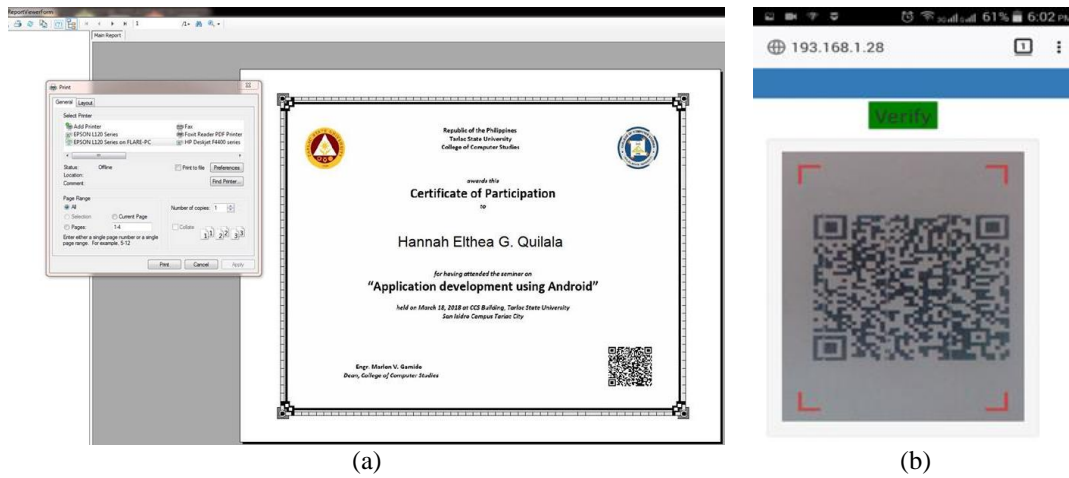 ReportViewerForm
1
/1+
Main Report
Print
General Layout
Select Printer
Add Printer
Fax
EPSON L120 Series
Foxit Reader PDF Printer
EPSON L120 Series on FLARE-PC
HP Deskjet F4400 series
Status: Offline
Print to file
Preferences
Location:
Comment:
Find Printer...
Page Range
All
Number of copies: 1
Selection
Current Page
Pages: 1-4
Collate
11 22 33
Enter either a single page number or a single
page range. For example, 5-12
Print
Cancel
Apply
Republic of the Philippines
Tarlac State University
College of Computer Studies
awards this
Certificate of Participation
to
Hannah Elthea G. Quilala
for having attended the seminar on
“Application development using Android”
held on March 18, 2018 at CCS Building, Tarlac State University
San Isidro Campus Tarlac City
Engr. Marlon V. Gamido
Dean, College of Computer Studies
(a)
61% 6:02 PM
193.168.1.28
1
Verify
(b)